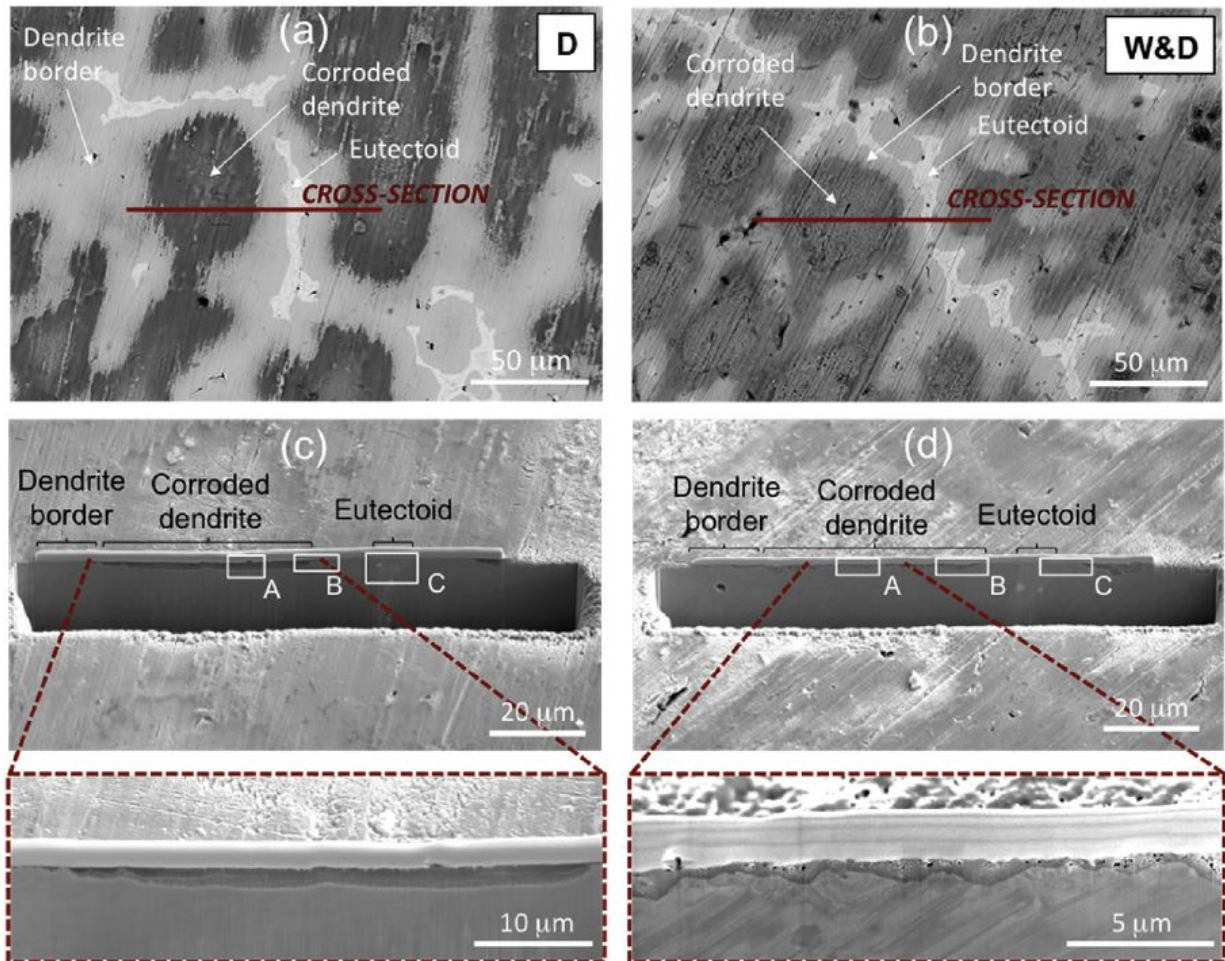 (a)
D
Dendrite
border
Corroded
dendrite
Eutectoid
CROSS-SECTION
50 μm
(b)
W&D
Corroded
dendrite
Dendrite
border
Eutectoid
CROSS-SECTION
50 μm
(c)
Dendrite
border
Corroded
dendrite
Eutectoid
A
B
C
20 μm
(d)
Dendrite
border
Corroded
dendrite
Eutectoid
A
B
C
20 μm
10 μm
5 μm